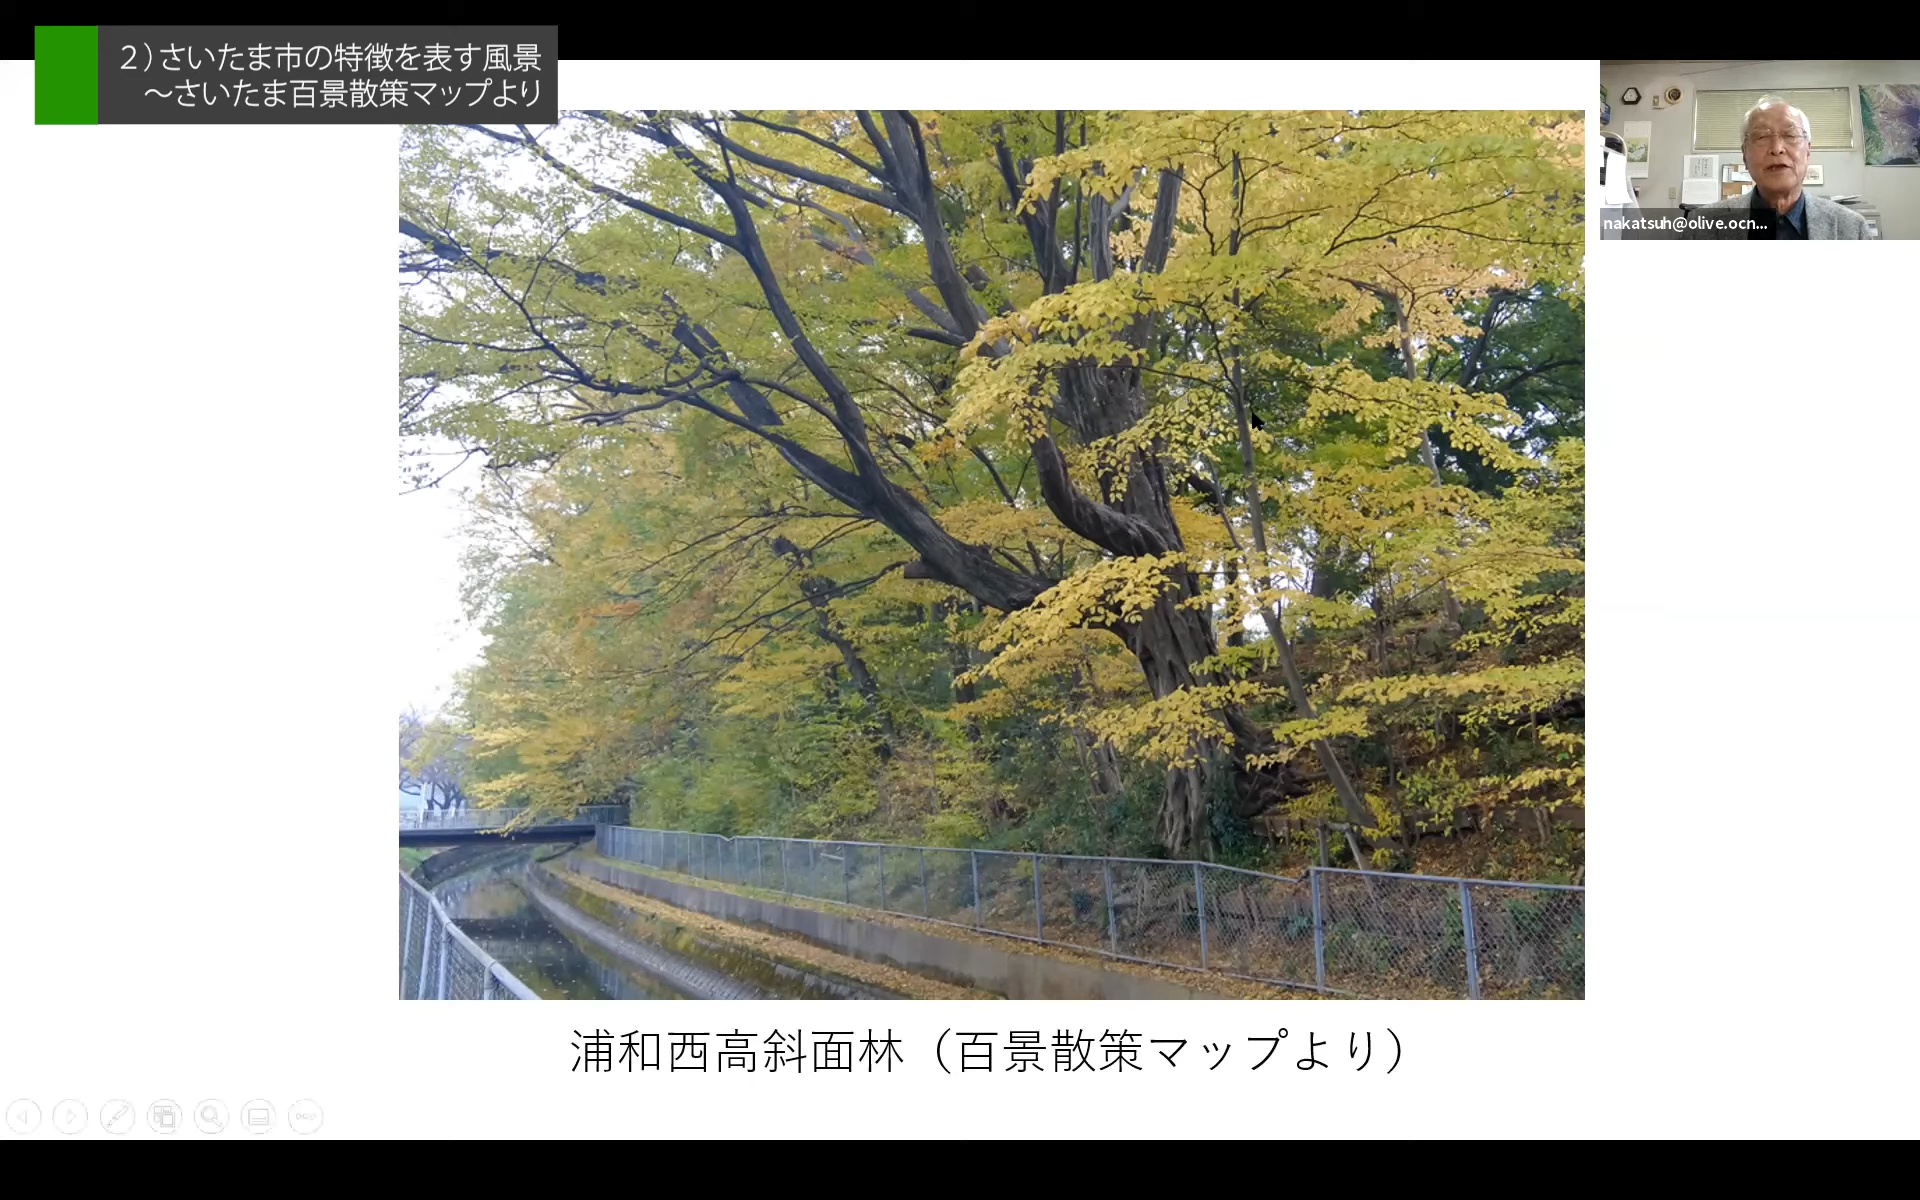 ２）さいたま市の特徴を表す風景
～さいたま百景散策マップより
nakatsuh@olive.ocn...
浦和西高斜面林（百景散策マップより）